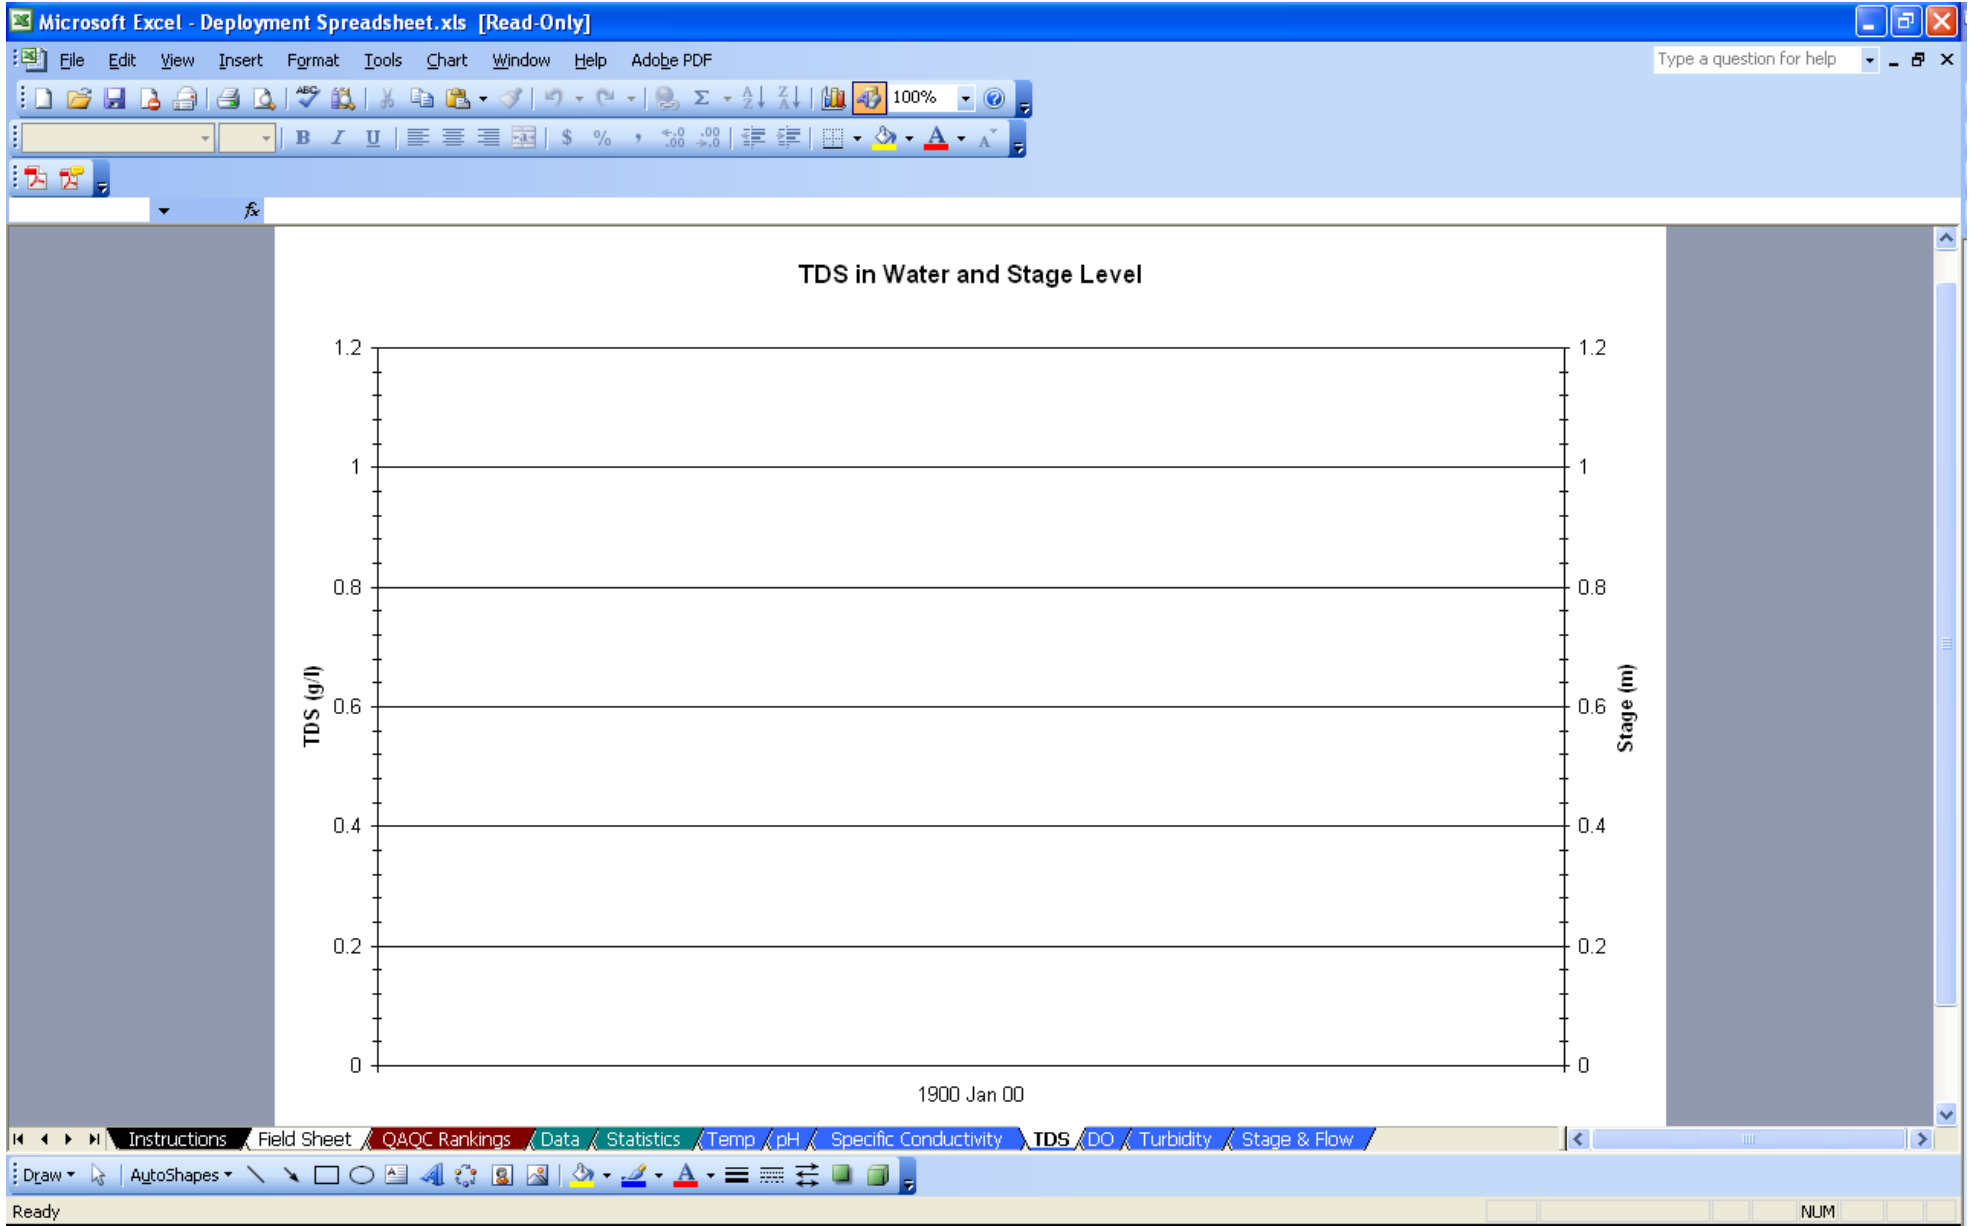 Microsoft Excel - Deployment Spreadsheet.xls [Read-Only]
File Edit View Insert Format Tools Chart Window Help Adobe PDF Type a question for help
100%
B I U $ % , A
fx
TDS in Water and Stage Level
1.2 1.2
1 1
0.8 0.8
TDS (g/l) Stage (m)
0.6 0.6
0.4 0.4
0.2 0.2
0 0
1900 Jan 00
Instructions Field Sheet QAQC Rankings Data Statistics Temp pH Specific Conductivity TDS DO Turbidity Stage & Flow
Draw AutoShapes A
Ready NUM